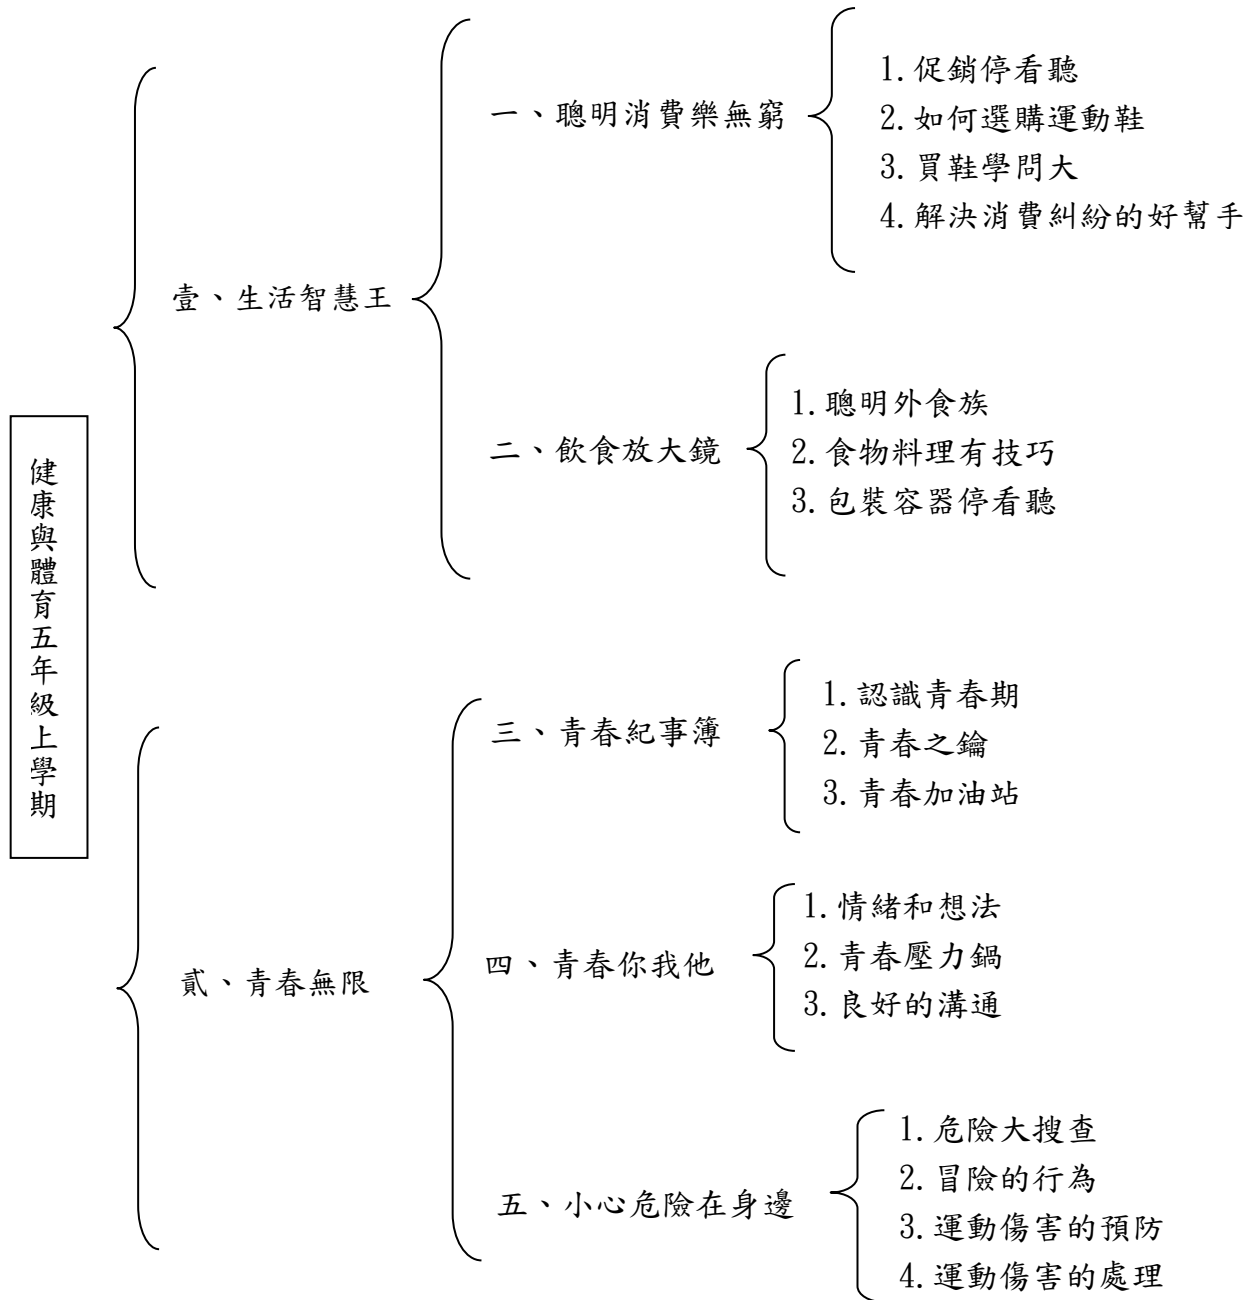 健康與體育五年級上學期
壹、生活智慧王
一、聰明消費樂無窮
1.促銷停看聽
2.如何選購運動鞋
3.買鞋學問大
4.解決消費糾紛的好幫手
二、飲食放大鏡
1.聰明外食族
2.食物料理有技巧
3.包裝容器停看聽
貳、青春無限
三、青春紀事簿
1.認識青春期
2.青春之鑰
3.青春加油站
四、青春你我他
1.情緒和想法
2.青春壓力鍋
3.良好的溝通
五、小心危險在身邊
1.危險大搜查
2.冒險的行為
3.運動傷害的預防
4.運動傷害的處理